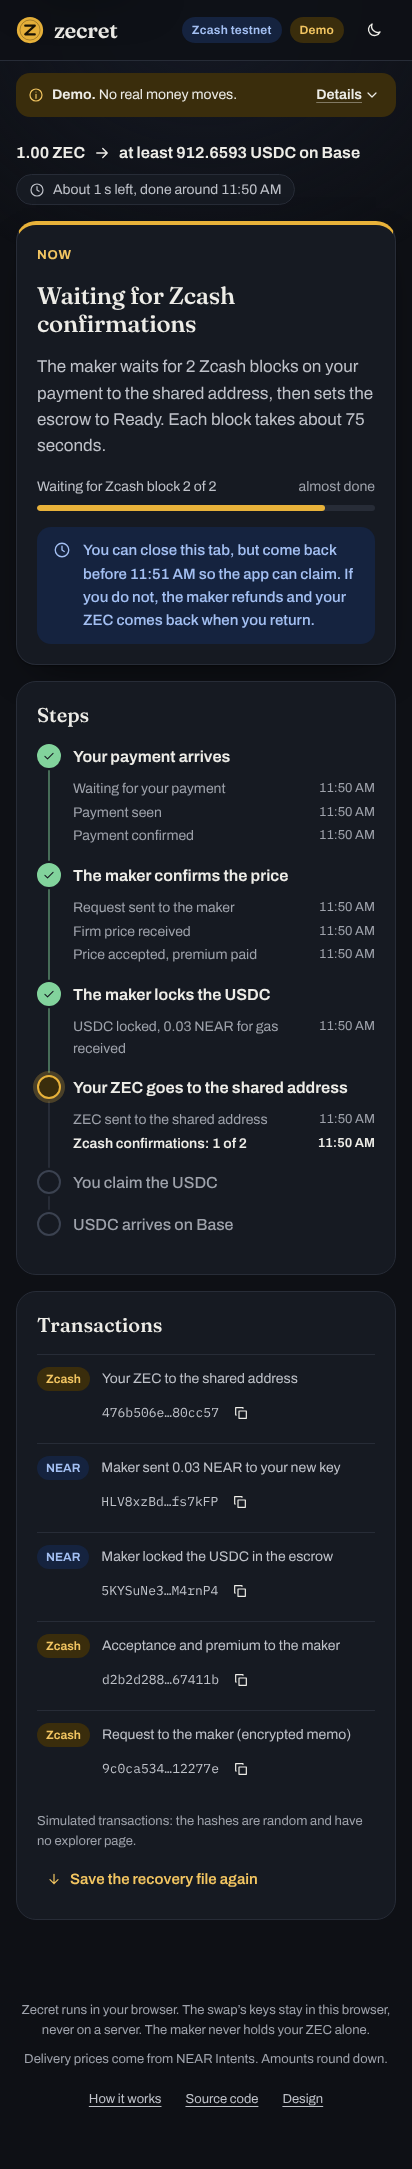 zecret
Zcash testnet
Demo
Demo. No real money moves.
Details
1.00 ZEC → at least 912.6593 USDC on Base
About 1 s left, done around 11:50 AM
NOW
Waiting for Zcash
confirmations
The maker waits for 2 Zcash blocks on your
payment to the shared address, then sets the
escrow to Ready. Each block takes about 75
seconds.
Waiting for Zcash block 2 of 2
almost done
You can close this tab, but come back
before 11:51 AM so the app can claim. If
you do not, the maker refunds and your
ZEC comes back when you return.
Steps
Your payment arrives
Waiting for your payment 11:50 AM
Payment seen 11:50 AM
Payment confirmed 11:50 AM
The maker confirms the price
Request sent to the maker 11:50 AM
Firm price received 11:50 AM
Price accepted, premium paid 11:50 AM
The maker locks the USDC
USDC locked, 0.03 NEAR for gas 11:50 AM
received
Your ZEC goes to the shared address
ZEC sent to the shared address 11:50 AM
Zcash confirmations: 1 of 2 11:50 AM
You claim the USDC
USDC arrives on Base
Transactions
Zcash Your ZEC to the shared address
476b506e…80cc57
NEAR Maker sent 0.03 NEAR to your new key
HLV8xzBd…fs7kFP
NEAR Maker locked the USDC in the escrow
5KYSuNe3…M4rnP4
Zcash Acceptance and premium to the maker
d2b2d288…67411b
Zcash Request to the maker (encrypted memo)
9c0ca534…12277e
Simulated transactions: the hashes are random and have
no explorer page.
Save the recovery file again
Zecret runs in your browser. The swap's keys stay in this browser,
never on a server. The maker never holds your ZEC alone.
Delivery prices come from NEAR Intents. Amounts round down.
How it works
Source code
Design